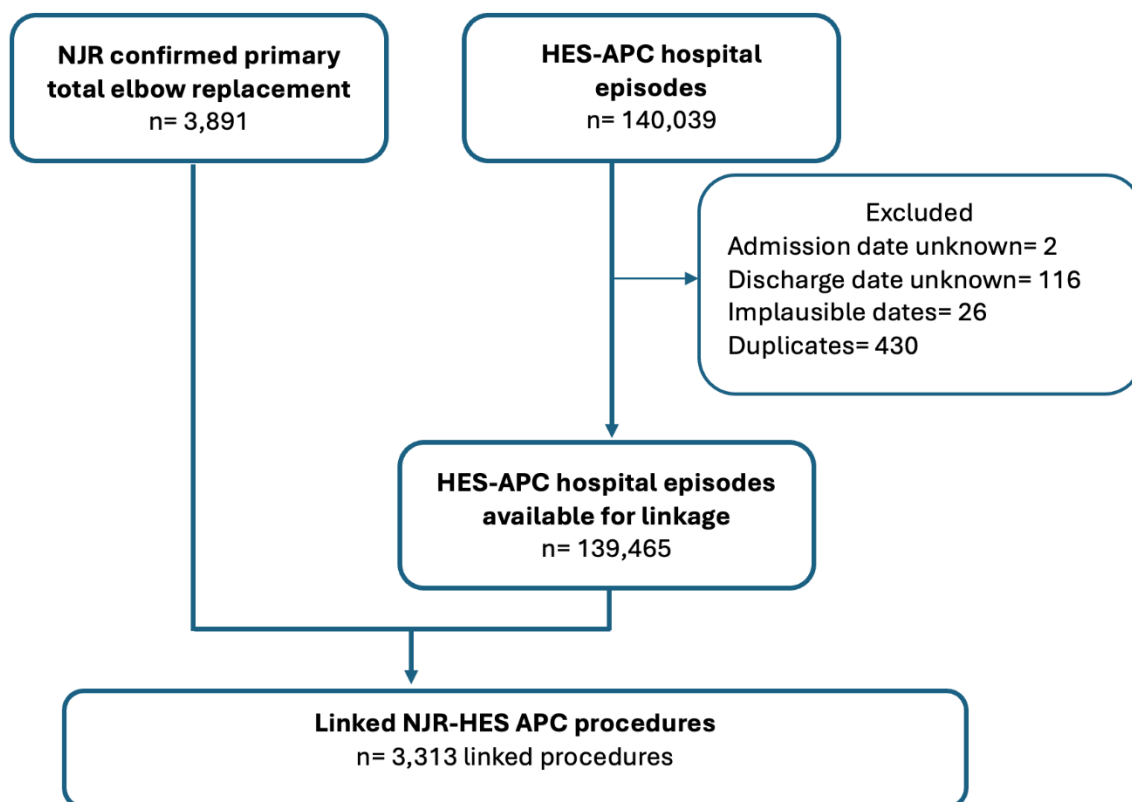 NJR confirmed primary
total elbow replacement
n= 3,891
HES-APC hospital
episodes
n= 140,039
Excluded
Admission date unknown= 2
Discharge date unknown= 116
Implausible dates= 26
Duplicates= 430
HES-APC hospital episodes
available for linkage
n= 139,465
Linked NJR-HES APC procedures
n= 3,313 linked procedures